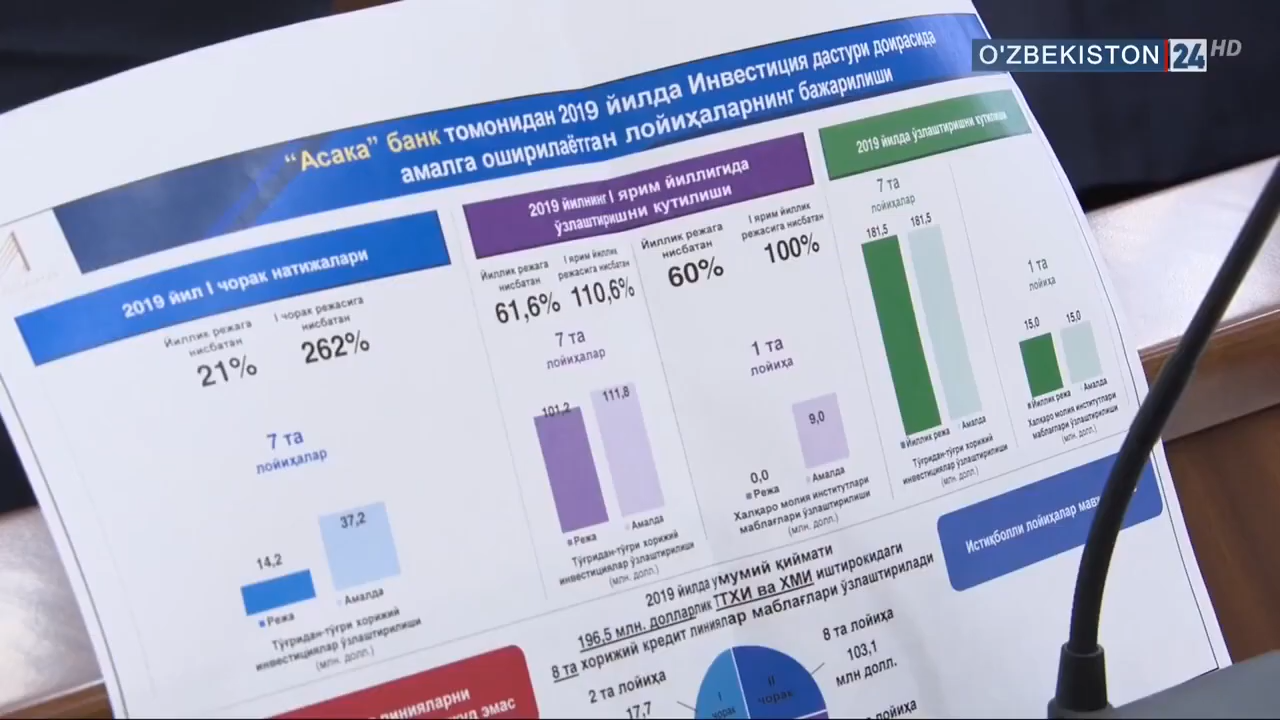 O'ZBEKISTON 24 HD
“Асака” банк томонидан 2019 йилда Инвестиция дастури доирасида
амалга оширилаётган лойиҳаларнинг бажарилиши
2019 йил I чорак натижалари
Йиллик режага
нисбатан
21%
I чорак режасига
нисбатан
262%
7 та
лойиҳалар
14,2
37,2
Режа
Амалда
Тўғридан-тўғри хорижий
инвестициялар ўзлаштирилиши
(млн. долл.)
2019 йилнинг I ярим йиллигида
ўзлаштиришни кутилиши
Йиллик режага
нисбатан
61,6%
I ярим йиллик
режасига нисбатан
110,6%
7 та
лойиҳалар
101,2
111,8
Режа
Амалда
Тўғридан-тўғри хорижий
инвестициялар ўзлаштирилиши
(млн. долл.)
Йиллик режага
нисбатан
60%
I ярим йиллик
режасига нисбатан
100%
1 та
лойиҳа
0,0
9,0
Режа
Амалда
Халқаро молия институтлари
маблағлари ўзлаштирилиши
(млн. долл.)
2019 йилда ўзлаштиришни кутилиши
7 та
лойиҳалар
181,5
181,5
Йиллик режа
Амалда
Тўғридан-тўғри хорижий
инвестициялар ўзлаштирилиши
(млн. долл.)
1 та
лойиҳа
15,0
15,0
Йиллик режа
Амалда
Халқаро молия институтлари
маблағлари ўзлаштирилиши
(млн. долл.)
Истиқболли лойиҳалар
2019 йилда умумий қиймати
196,5 млн. долларлик ТТХИ ва ХМИ иштирокидаги
8 та хорижий кредит линиялар маблағлари ўзлаштирилади
2 та лойиҳа
17,7
I
чорак
II
чорак
8 та лойиҳа
103,1
млн долл.
линияларни
эмас